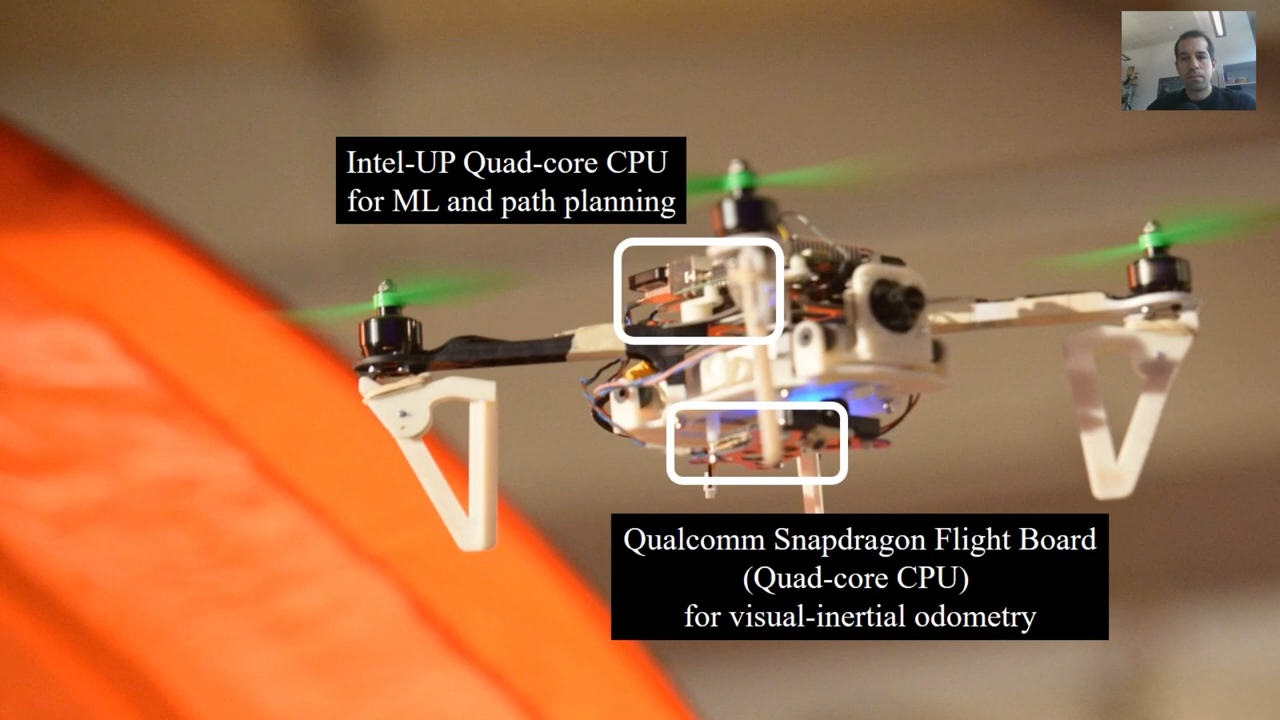 Intel-UP Quad-core CPU
for ML and path planning
Qualcomm Snapdragon Flight Board
(Quad-core CPU)
for visual-inertial odometry